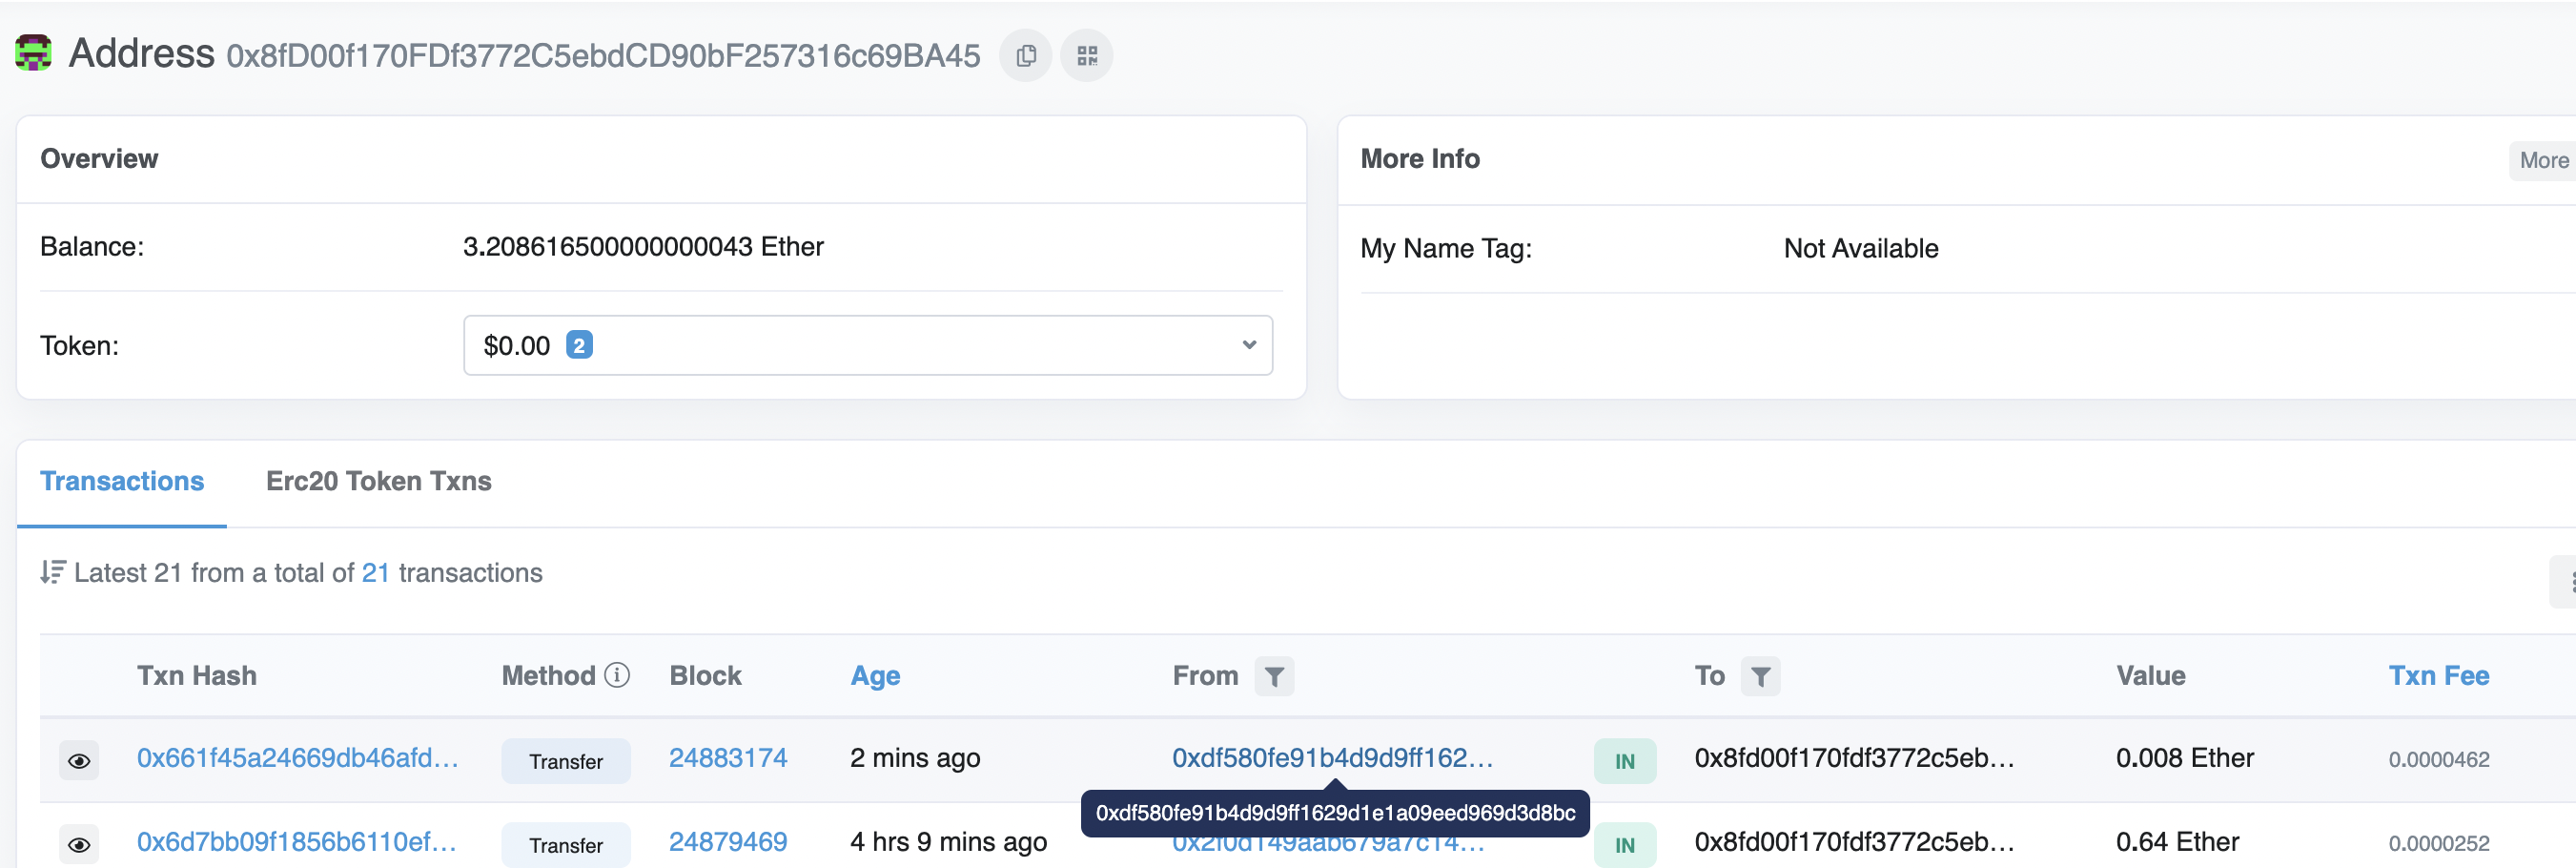 Address 0x8fD00f170FDf3772C5ebdCD90bF257316c69BA45
Overview
Balance: 3.208616500000000043 Ether
Token: $0.00 2
More Info
More
My Name Tag: Not Available
Transactions Erc20 Token Txns
Latest 21 from a total of 21 transactions
Txn Hash Method Block Age From To Value Txn Fee
0x661f45a24669db46afd... Transfer 24883174 2 mins ago 0xdf580fe91b4d9d9ff162... IN 0x8fd00f170fdf3772c5eb... 0.008 Ether 0.0000462
0xdf580fe91b4d9d9ff1629d1e1a09eed969d3d8bc
0x6d7bb09f1856b6110ef... Transfer 24879469 4 hrs 9 mins ago IN 0x8fd00f170fdf3772c5eb... 0.64 Ether 0.0000252